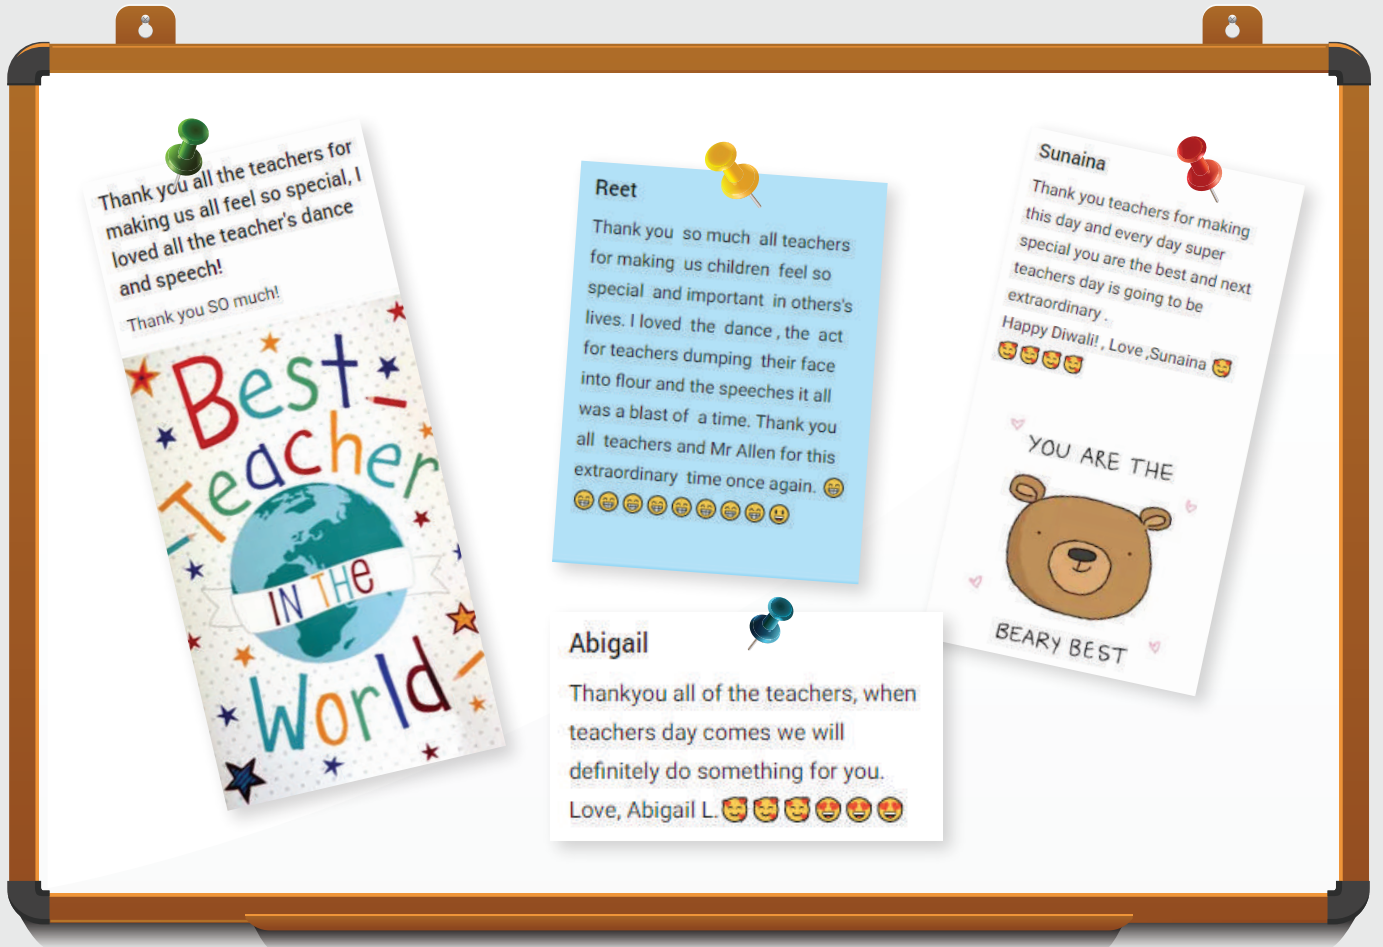 Thank you all the teachers for
making us all feel so special, I
loved all the teacher's dance
and speech!
Thank you SO much!
Best
Teacher
IN THE
World
Reet
Thank you so much all teachers
for making us children feel so
special and important in others's
lives. I loved the dance , the act
for teachers dumping their face
into flour and the speeches it all
was a blast of a time. Thank you
all teachers and Mr Allen for this
extraordinary time once again. 😁
😁😁😁😁😁😁😁😁😃
Abigail
Thankyou all of the teachers, when
teachers day comes we will
definitely do something for you.
Love, Abigail L.🥰🥰🥰😍😍😍
Sunaina
Thank you teachers for making
this day and every day super
special you are the best and next
teachers day is going to be
extraordinary .
Happy Diwali! , Love ,Sunaina 🥰
🥰🥰🥰🥰
YOU ARE THE
BEARY BEST